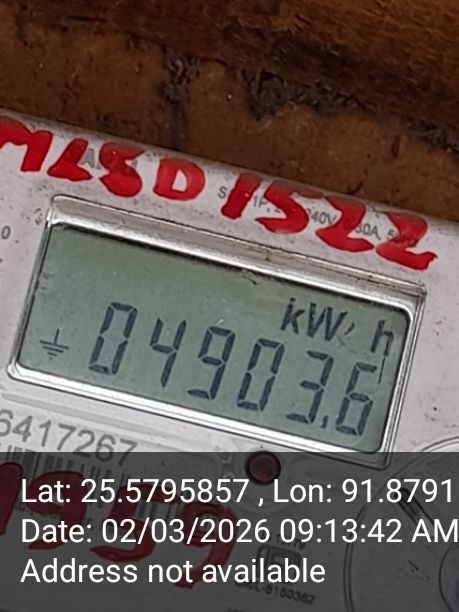 MLSD1522
240V
kWh
04903.6
6417267
Lat: 25.5795857 , Lon: 91.8791
Date: 02/03/2026 09:13:42 AM
Address not available